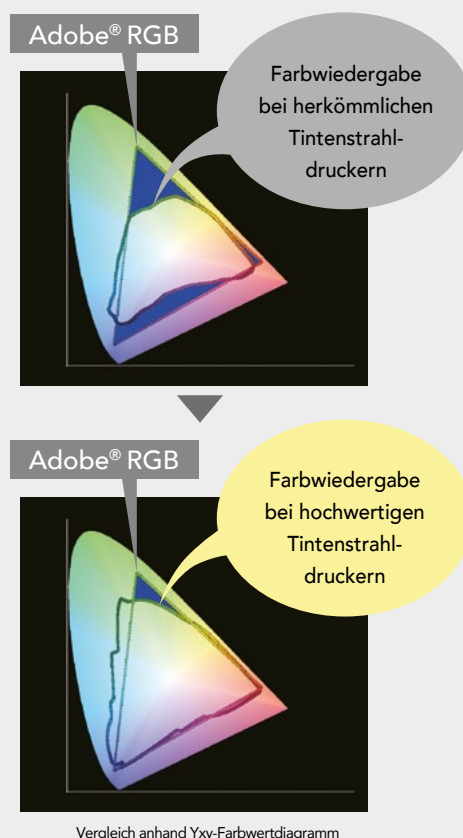 Adobe® RGB
Farbwiedergabe
bei herkömmlichen
Tintenstrahl-
druckern
Adobe® RGB
Farbwiedergabe
bei hochwertigen
Tintenstrahl-
druckern
Vergleich anhand Yxy-Farbwertdiagramm